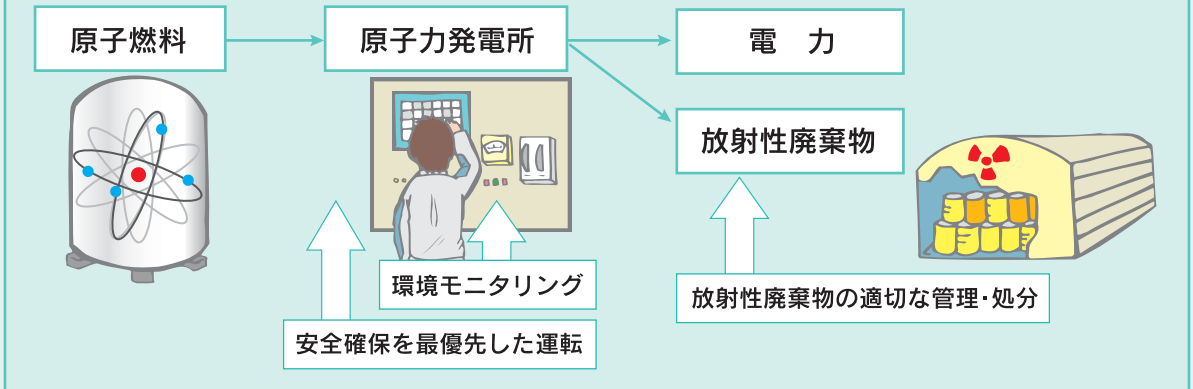 原子燃料
原子力発電所
電　力
放射性廃棄物
環境モニタリング
放射性廃棄物の適切な管理・処分
安全確保を最優先した運転